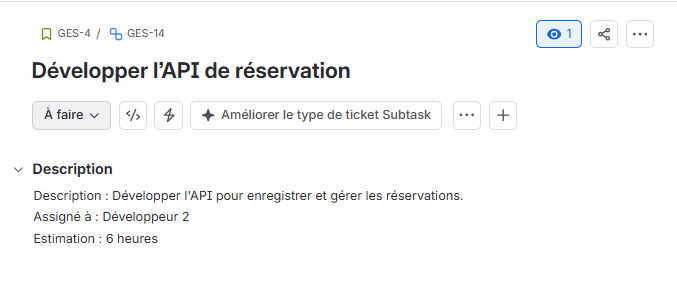 GES-4 / GES-14
1
Développer l’API de réservation
À faire
Améliorer le type de ticket Subtask
Description
Description : Développer l'API pour enregistrer et gérer les réservations.
Assigné à : Développeur 2
Estimation : 6 heures